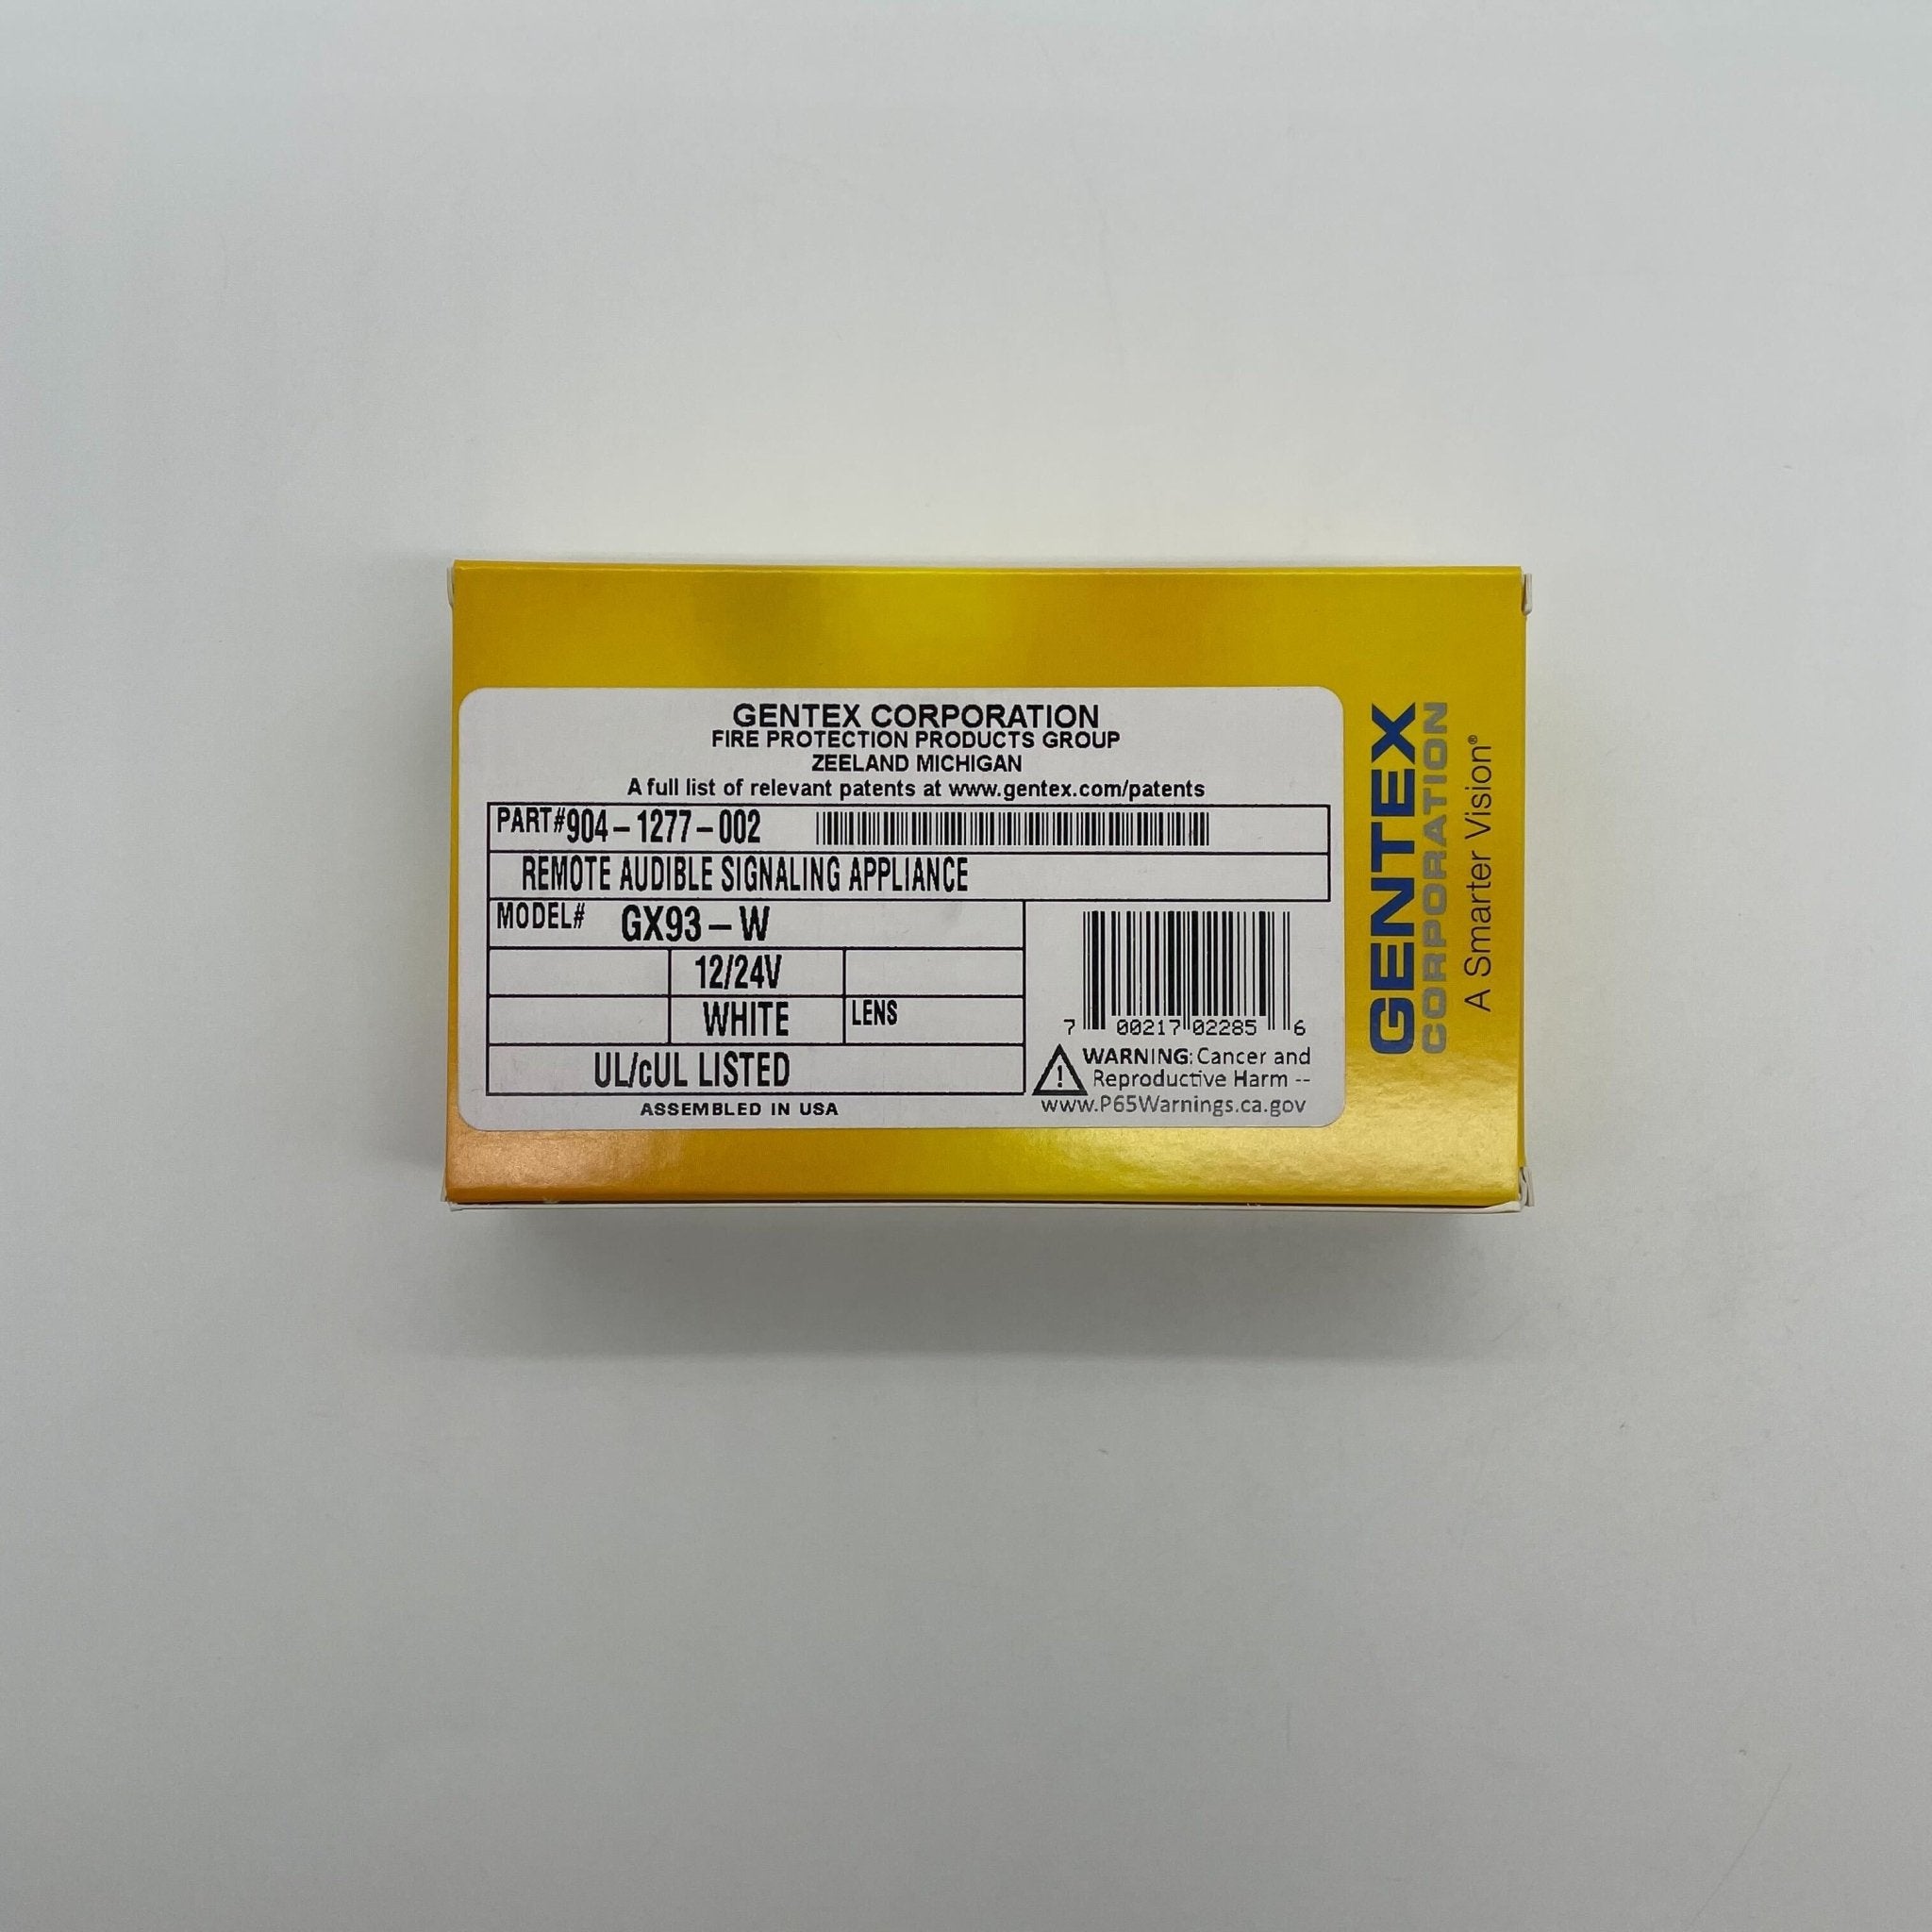 GENTEX CORPORATION
FIRE PROTECTION PRODUCTS GROUP
ZEELAND MICHIGAN
A full list of relevant patents at www.gentex.com/patents
PART# 904-1277-002
REMOTE AUDIBLE SIGNALING APPLIANCE
MODEL# GX93-W
12/24V
WHITE LENS
UL/cUL LISTED
ASSEMBLED IN USA
7 00217 02285 6
WARNING: Cancer and
Reproductive Harm --
www.P65Warnings.ca.gov
GENTEX
CORPORATION
A Smarter Vision®